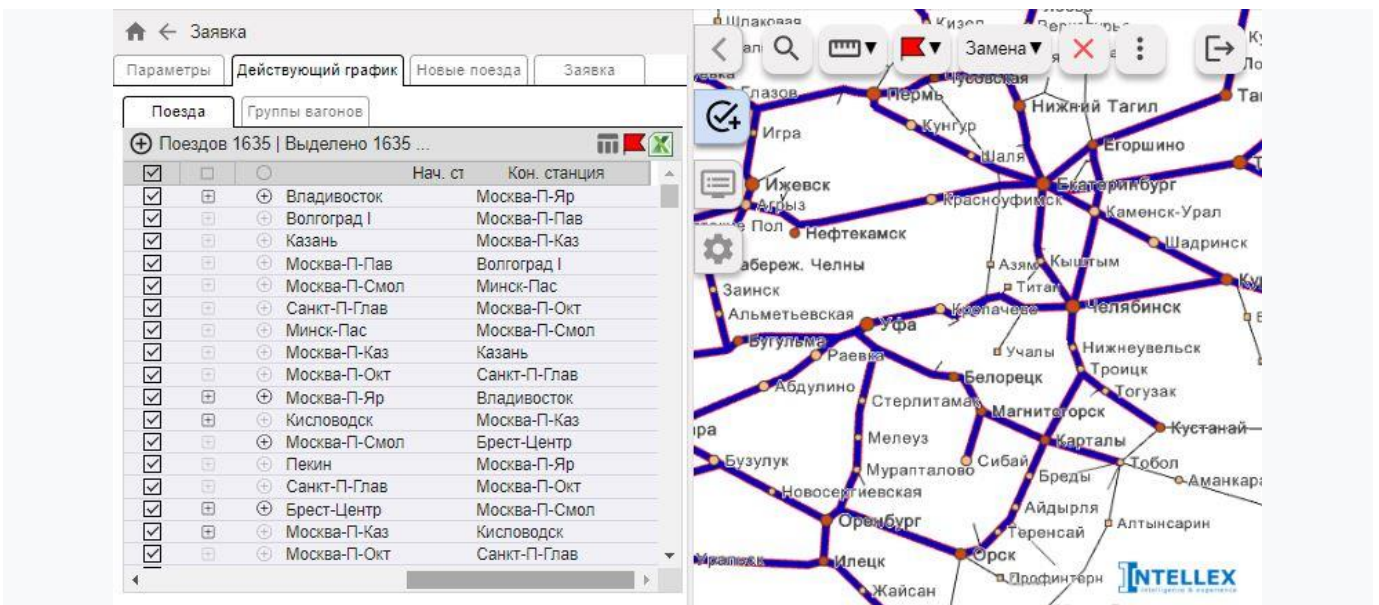 Заявка
Параметры Действующий график Новые поезда Заявка
Поезда Группы вагонов
Поездов 1635 | Выделено 1635 ...
Нач. ст Кон. станция
Владивосток Москва-П-Яр
Волгоград I Москва-П-Пав
Казань Москва-П-Каз
Москва-П-Пав Волгоград I
Москва-П-Смол Минск-Пас
Санкт-П-Глав Москва-П-Окт
Минск-Пас Москва-П-Смол
Москва-П-Каз Казань
Москва-П-Окт Санкт-П-Глав
Москва-П-Яр Владивосток
Кисловодск Москва-П-Каз
Москва-П-Смол Брест-Центр
Пекин Москва-П-Яр
Санкт-П-Глав Москва-П-Окт
Брест-Центр Москва-П-Смол
Москва-П-Каз Кисловодск
Москва-П-Окт Санкт-П-Глав
Шлаковая Кизел
Замена
Глазов Пермь Чусовская
Нижний Тагил
Игра Кунгур Егоршино
Шаля
Ижевск Екатеринбург
Агрыз Красноуфимск Каменск-Урал
Пол Нефтекамск Шадринск
абереж. Челны Азям Кыштым
Заинск Титан
Альметьевская Уфа Кропачево Челябинск
Бугульма Раевка Учалы Нижнеувельск
Троицк
Абдулино Белорецк Тогузак
Стерлитамак Магнитогорск
Мелеуз Карталы Кустанай
Бузулук Мурапталово Сибай Бреды Тобол
Новосергиевская Аманкара
Айдырля
Оренбург Теренсай Алтынсарин
Уральск Илецк Орск
Профинтерн
Жайсан
INTELLEX
intelligence & experience